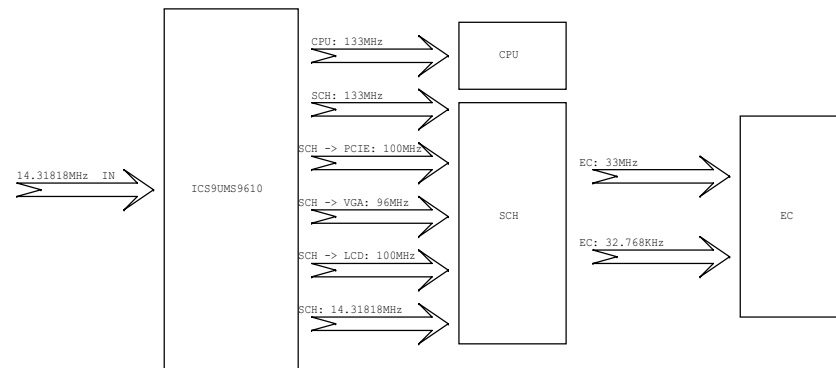 CPU: 133MHz
CPU
SCH: 133MHz
SCH -> PCIE: 100MHz
EC: 33MHz
14.31818MHz  IN
ICS9UMS9610
SCH -> VGA: 96MHz
SCH
EC
EC: 32.768KHz
SCH -> LCD: 100MHz
SCH: 14.31818MHz